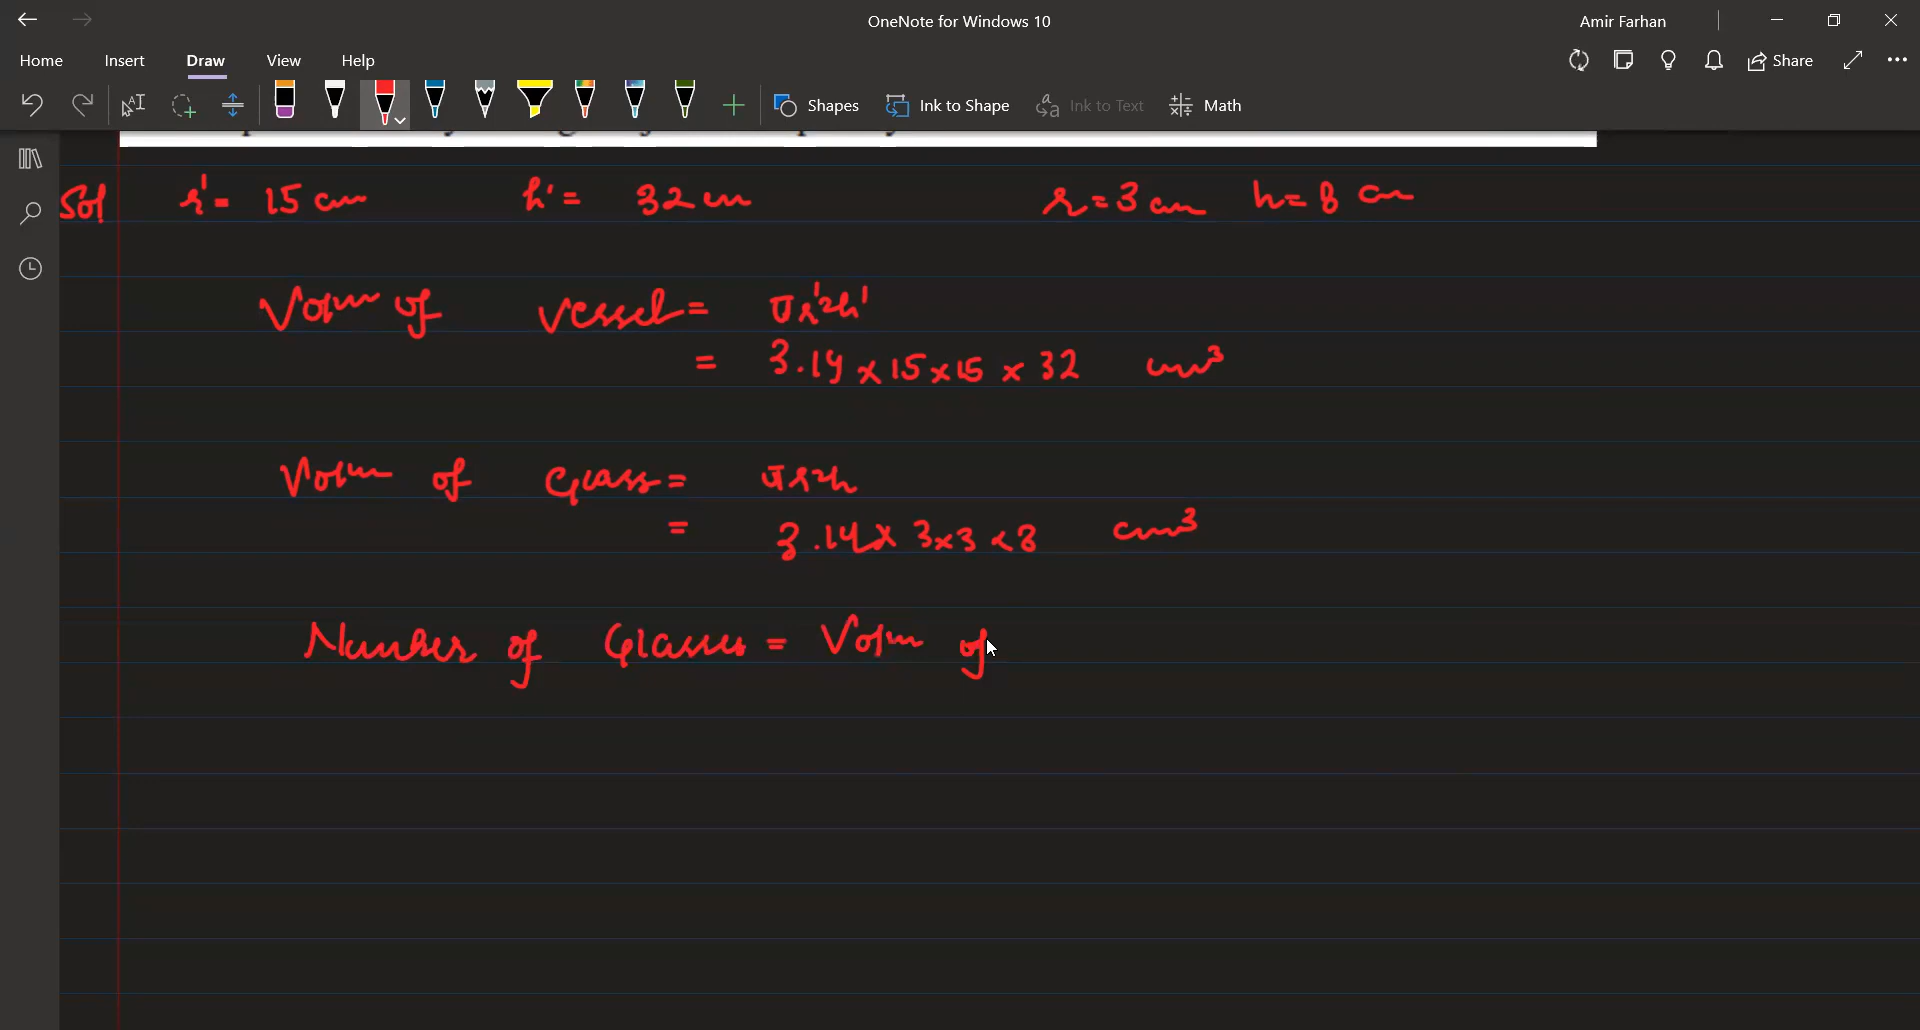 OneNote for Windows 10
Amir Farhan
Home Insert Draw View Help
Share
Shapes Ink to Shape Ink to Text Math
Sol r' = 15 cm h' = 32 cm r = 3 cm h = 8 cm
Volm of vessel = πr'²h'
= 3.14 × 15 × 15 × 32 cm³
Volm of Glass = πr²h
= 3.14 × 3 × 3 × 8 cm³
Number of Glasses = Volm of